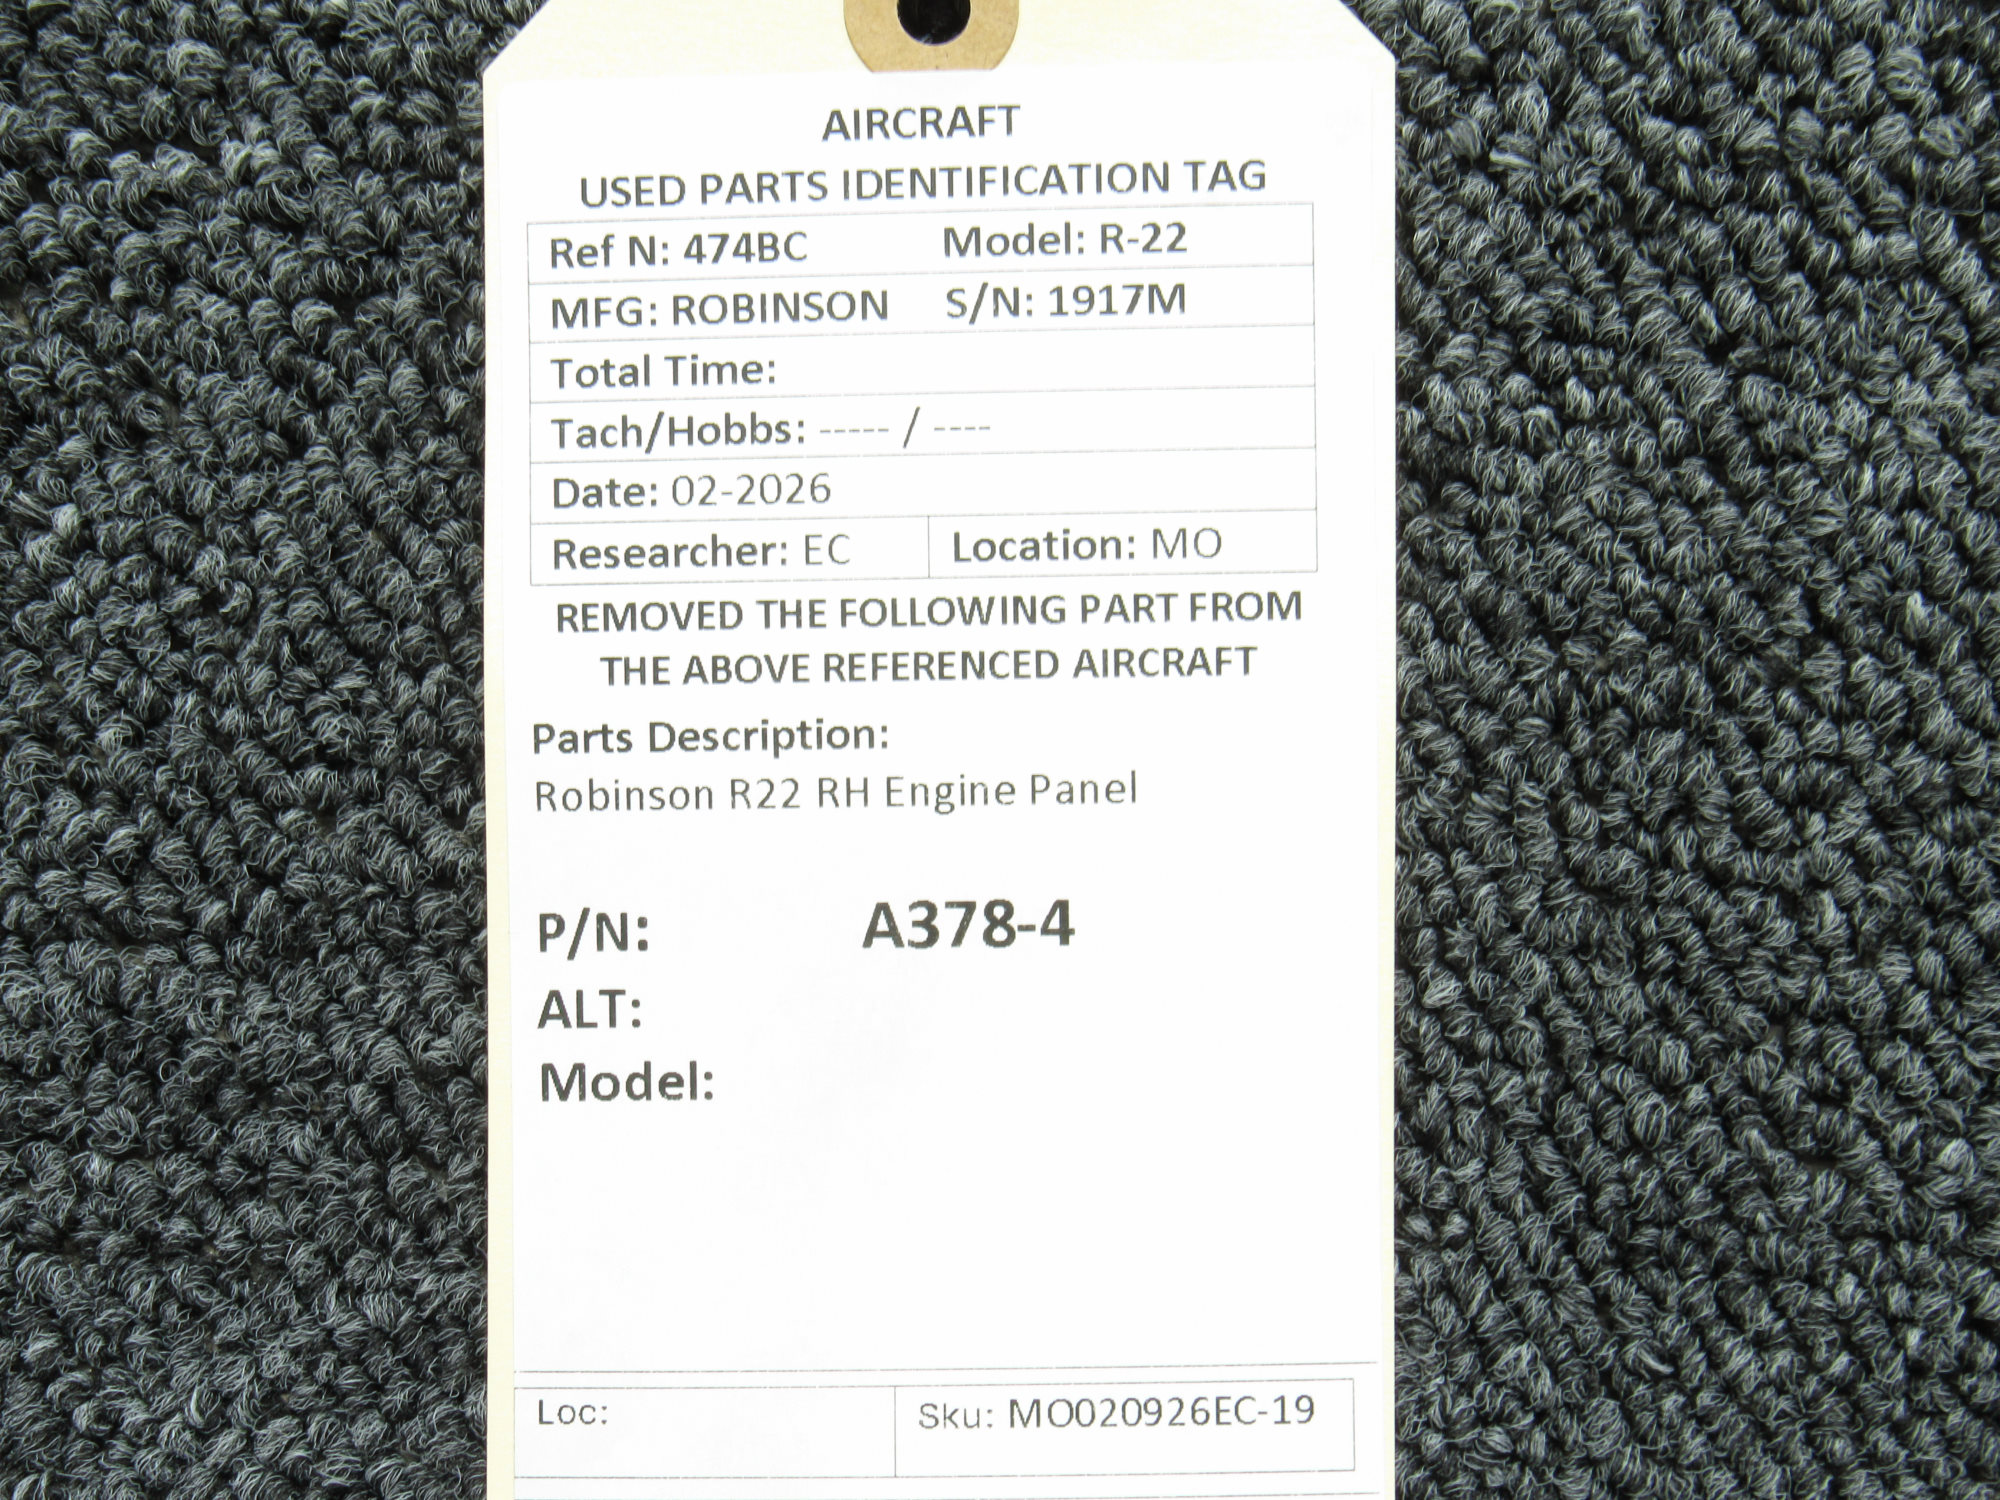 AIRCRAFT
USED PARTS IDENTIFICATION TAG
Ref N: 474BC Model: R-22
MFG: ROBINSON S/N: 1917M
Total Time:
Tach/Hobbs: ----- / ----
Date: 02-2026
Researcher: EC Location: MO
REMOVED THE FOLLOWING PART FROM
THE ABOVE REFERENCED AIRCRAFT
Parts Description:
Robinson R22 RH Engine Panel
P/N: A378-4
ALT:
Model:
Loc: Sku: MO020926EC-19